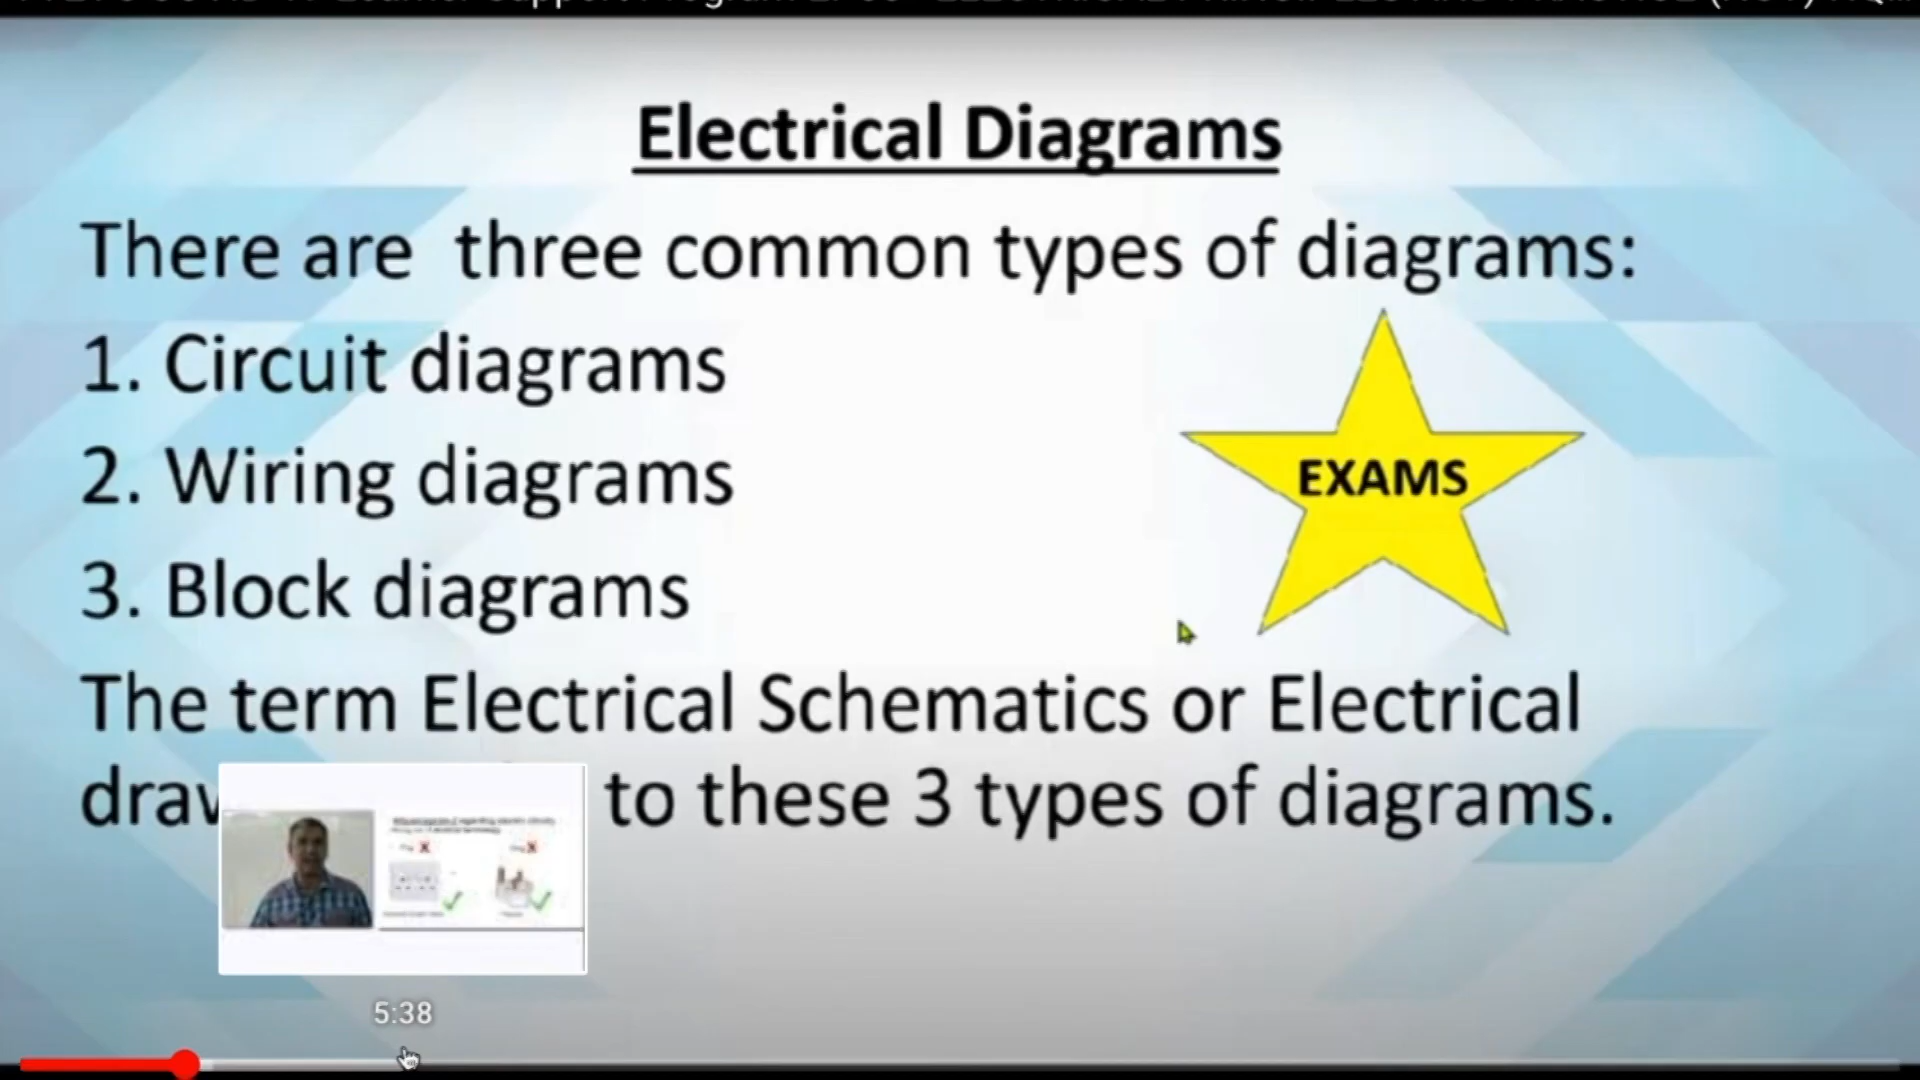 Electrical Diagrams
There are three common types of diagrams:
1. Circuit diagrams
2. Wiring diagrams
3. Block diagrams
EXAMS
The term Electrical Schematics or Electrical
to these 3 types of diagrams.
5:38